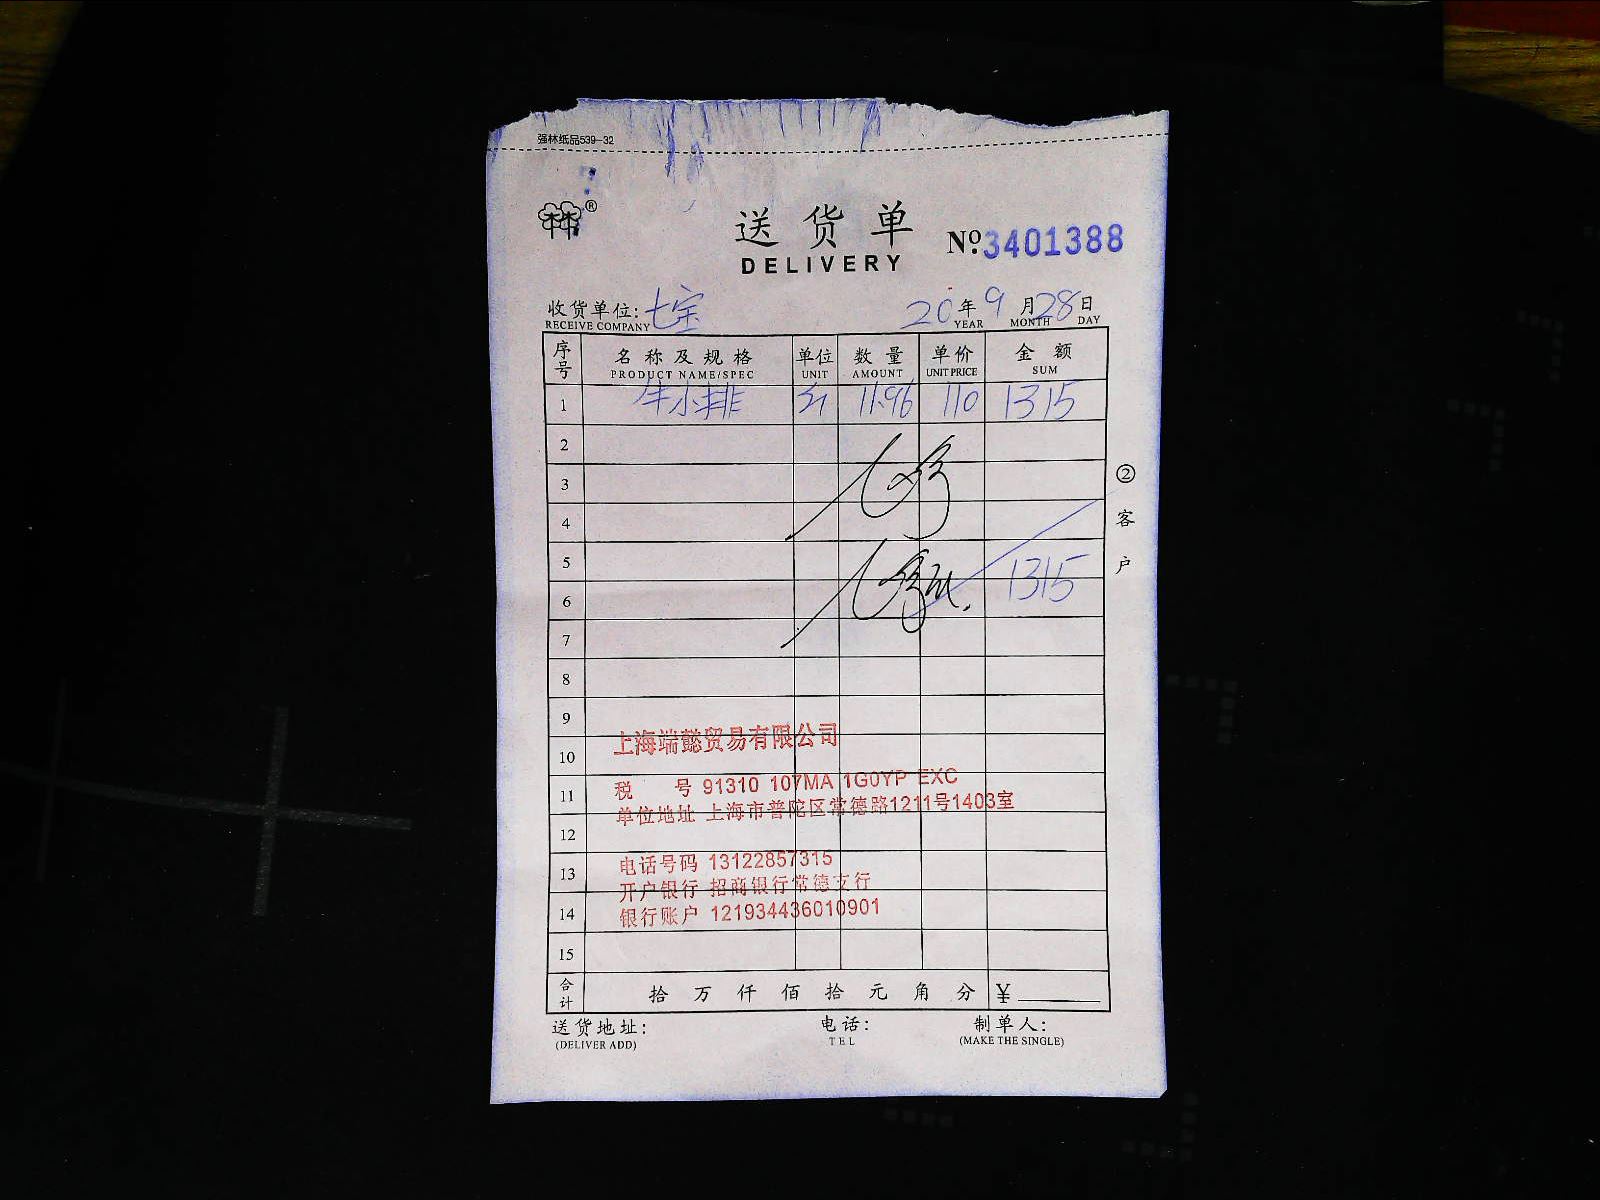 强林纸品539-32
林®
送货单
DELIVERY
№:3401388
收货单位:七宝 20年9月28日
RECEIVE COMPANY YEAR MONTH DAY
序号 名称及规格 单位 数量 单价 金额
PRODUCT NAME/SPEC UNIT AMOUNT UNIT PRICE SUM
1 牛小排 11.96 110 1315
2
3
4
5
6 1315
7
8
9
10 上海端懿贸易有限公司
11 税 号 91310 107MA 1G0YP EXC
单位地址 上海市普陀区常德路1211号1403室
12
13 电话号码 13122857315
开户银行 招商银行常德支行
14 银行账户 121934436010901
15
合计 拾 万 仟 佰 拾 元 角 分 ¥
送货地址: 电话: 制单人:
(DELIVER ADD) TEL (MAKE THE SINGLE)
②客户